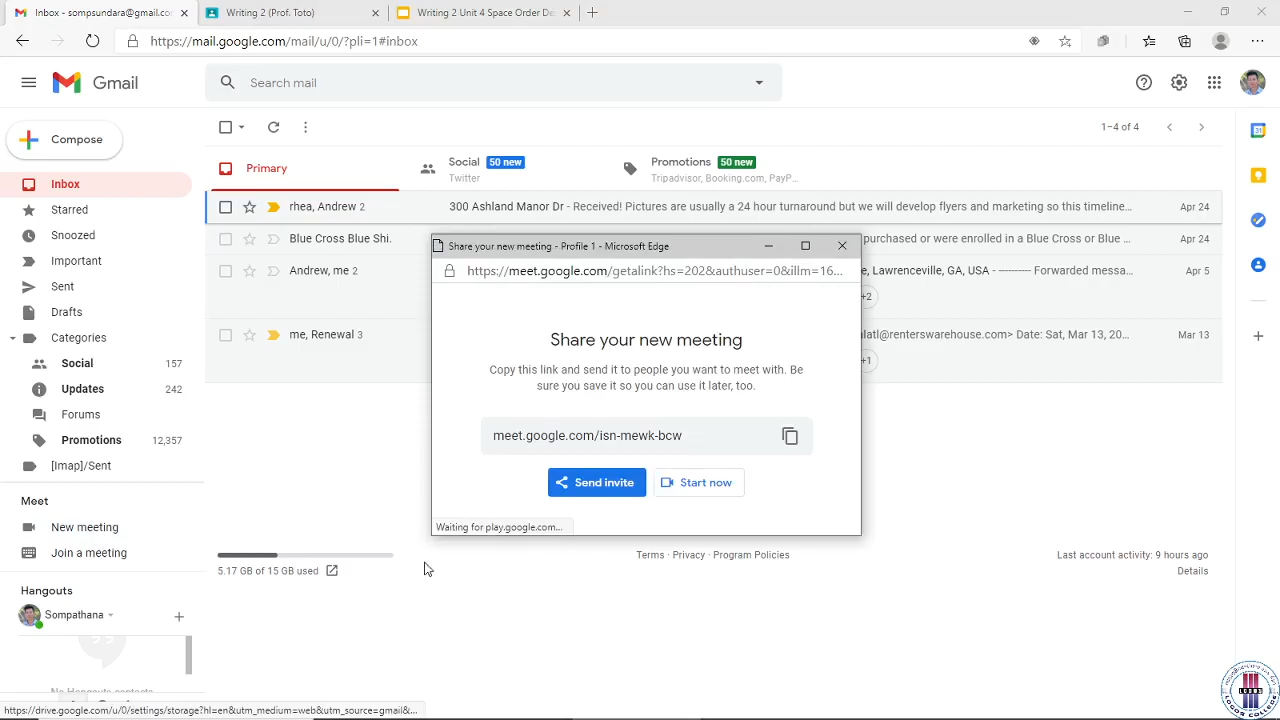 Inbox - sompsundara@gmail.co
Writing 2 (Prof. Toto)
Writing 2 Unit 4 Space Order De
https://mail.google.com/mail/u/0/?pli=1#inbox
Gmail
Search mail
Compose
1–4 of 4
Primary
Social 50 new
Twitter
Promotions 50 new
Tripadvisor, Booking.com, PayP...
Inbox
Starred
Snoozed
Important
Sent
Drafts
Categories
Social 157
Updates 242
Forums
Promotions 12,357
[Imap]/Sent
Meet
New meeting
Join a meeting
Hangouts
Sompathana
No Hangouts contacts
rhea, Andrew 2 300 Ashland Manor Dr - Received! Pictures are usually a 24 hour turnaround but we will develop flyers and marketing so this timeline... Apr 24
Blue Cross Blue Shi. purchased or were enrolled in a Blue Cross or Blue ... Apr 24
Andrew, me 2 e, Lawrenceville, GA, USA - ---------- Forwarded messa... Apr 5
+2
me, Renewal 3 alatl@renterswarehouse.com> Date: Sat, Mar 13, 20... Mar 13
+1
Share your new meeting - Profile 1 - Microsoft Edge
https://meet.google.com/getalink?hs=202&authuser=0&illm=16...
Share your new meeting
Copy this link and send it to people you want to meet with. Be
sure you save it so you can use it later, too.
meet.google.com/isn-mewk-bcw
Send invite
Start now
Waiting for play.google.com...
5.17 GB of 15 GB used
Terms · Privacy · Program Policies
Last account activity: 9 hours ago
Details
https://drive.google.com/u/0/settings/storage?hl=en&utm_medium=web&utm_source=gmail&...